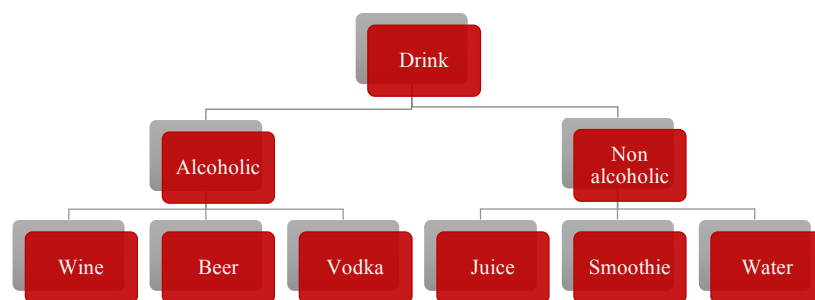 Drink
Alcoholic
Non
alcoholic
Wine
Beer
Vodka
Juice
Smoothie
Water